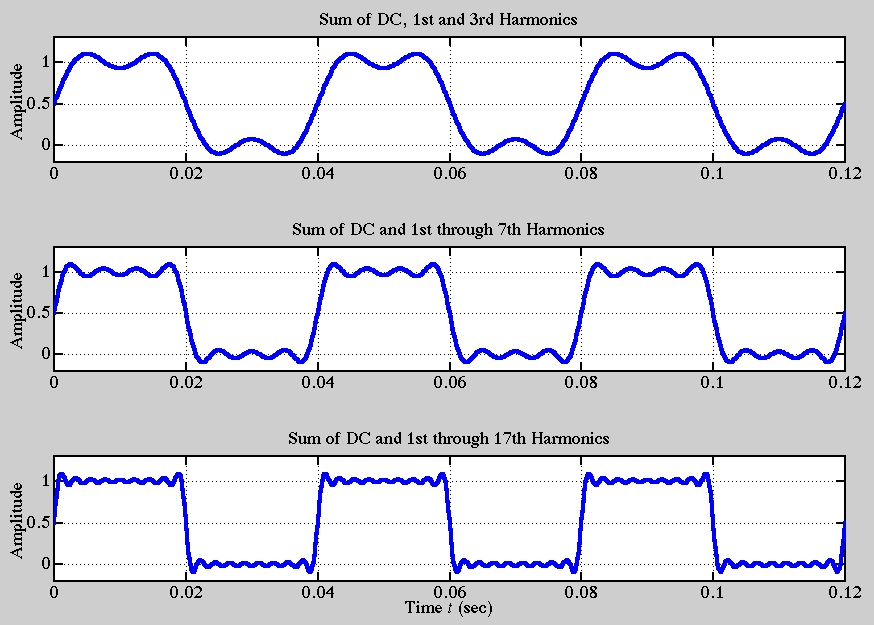 Sum of DC, 1st and 3rd Harmonics
Amplitude
1
0.5
0
0 0.02 0.04 0.06 0.08 0.1 0.12
Sum of DC and 1st through 7th Harmonics
Amplitude
1
0.5
0
0 0.02 0.04 0.06 0.08 0.1 0.12
Sum of DC and 1st through 17th Harmonics
Amplitude
1
0.5
0
0 0.02 0.04 0.06 0.08 0.1 0.12
Time t (sec)